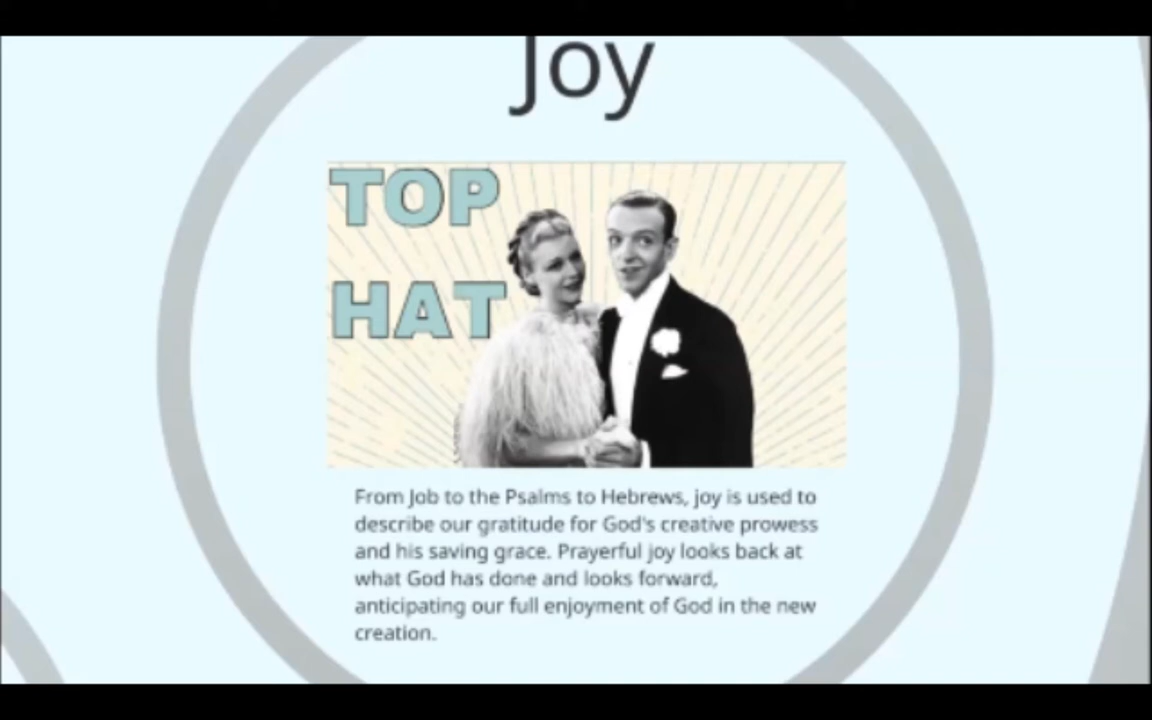 Joy
TOP
HAT
From Job to the Psalms to Hebrews, joy is used to
describe our gratitude for God's creative prowess
and his saving grace. Prayerful joy looks back at
what God has done and looks forward,
anticipating our full enjoyment of God in the new
creation.